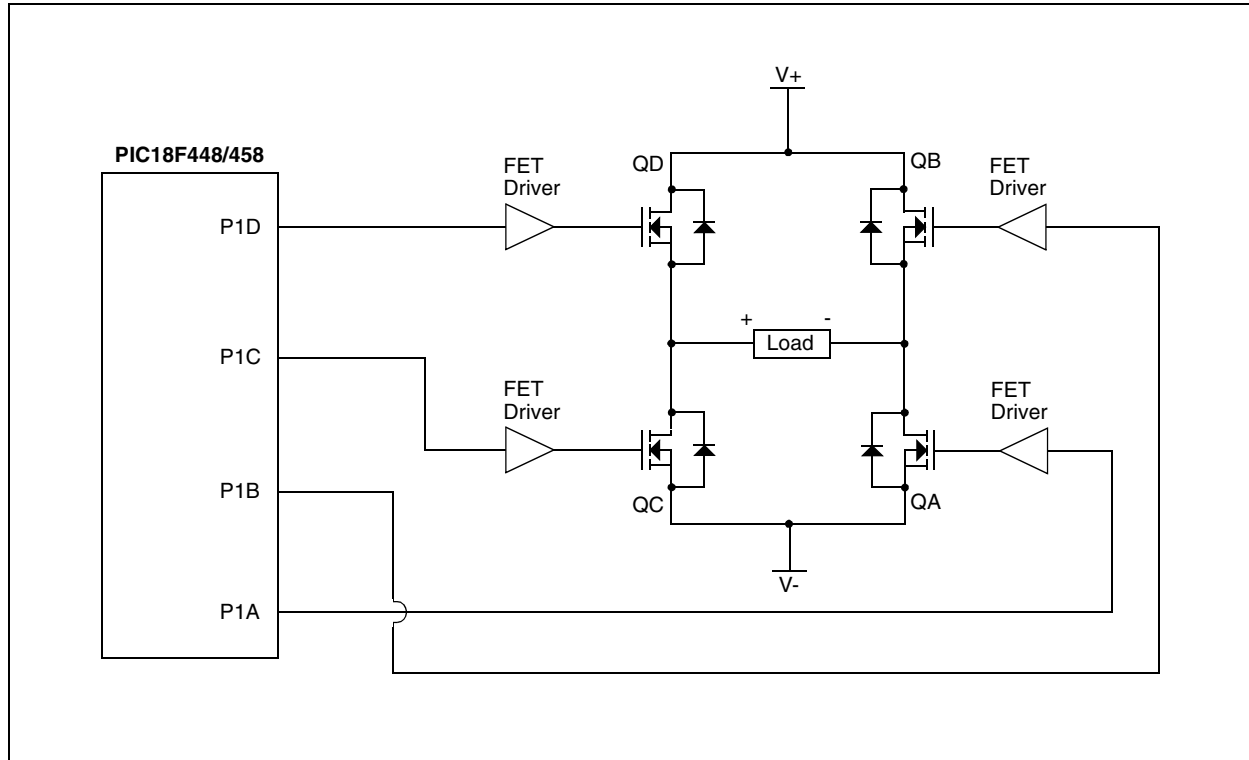 V+
PIC18F448/458
FET
Driver
QD
QB
FET
Driver
P1D
+
-
Load
P1C
FET
Driver
FET
Driver
P1B
QC
QA
V-
P1A